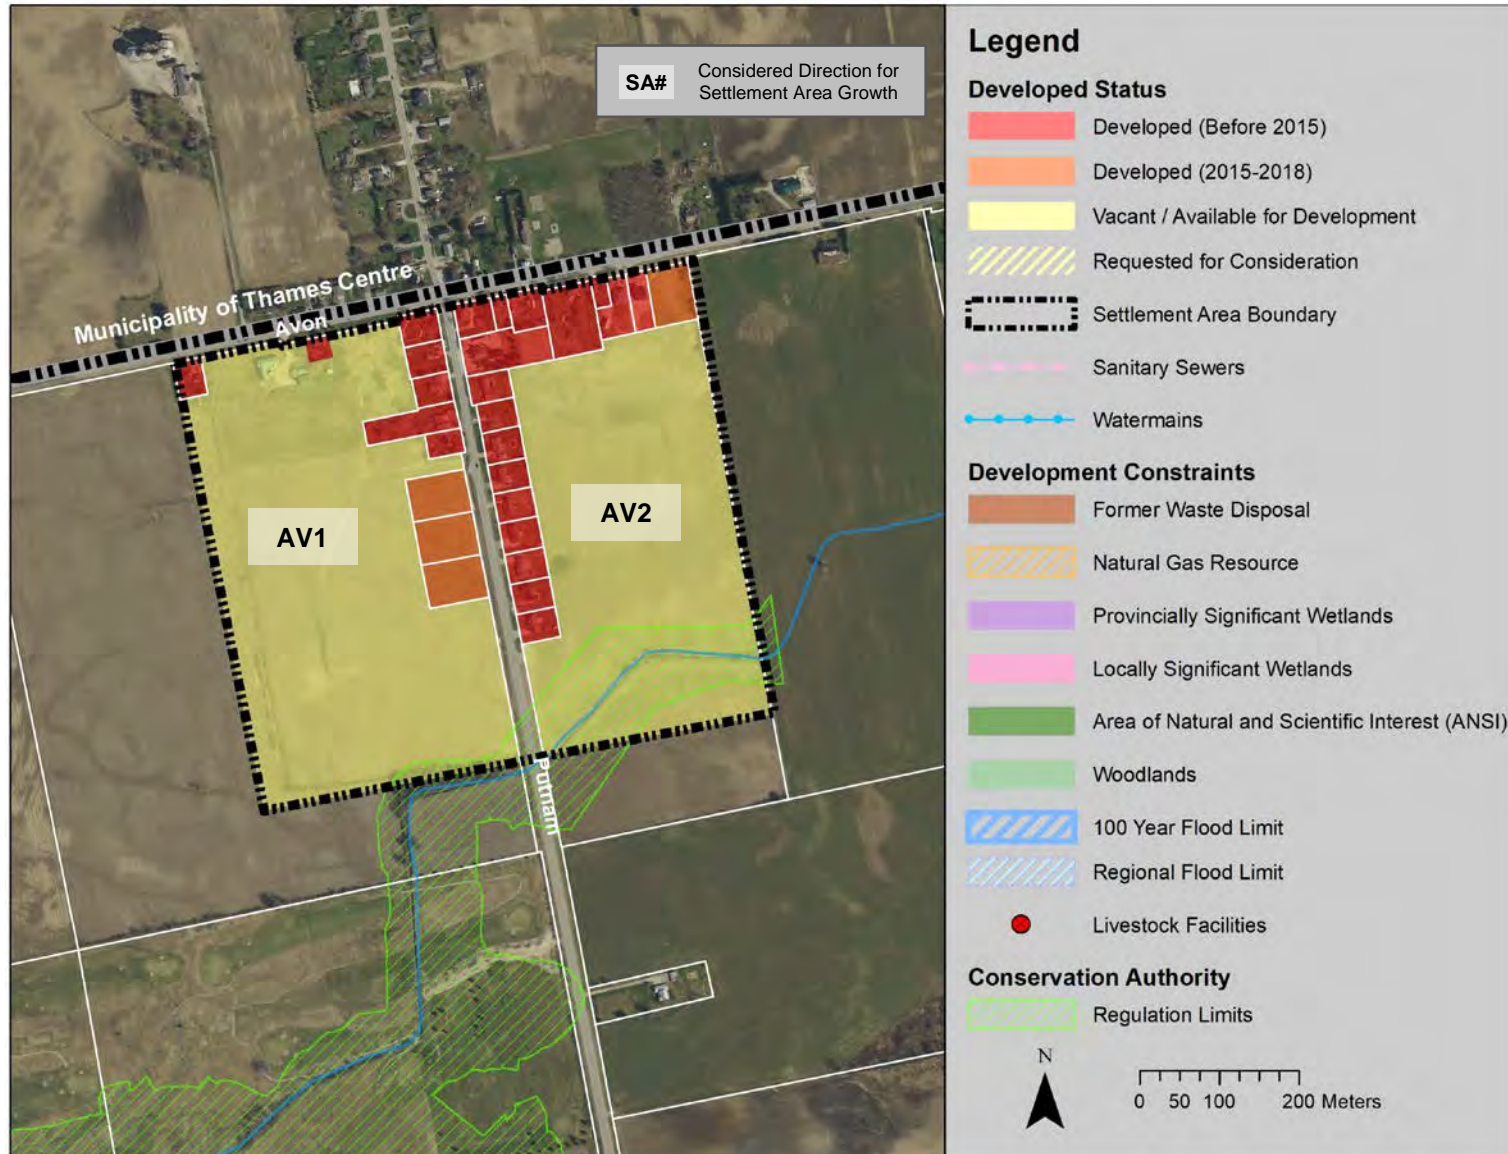 SA#
Considered Direction for
Settlement Area Growth
Municipality of Thames Centre
Avon
AV1
AV2
Putnam
Legend
Developed Status
Developed (Before 2015)
Developed (2015-2018)
Vacant / Available for Development
Requested for Consideration
Settlement Area Boundary
Sanitary Sewers
Watermains
Development Constraints
Former Waste Disposal
Natural Gas Resource
Provincially Significant Wetlands
Locally Significant Wetlands
Area of Natural and Scientific Interest (ANSI)
Woodlands
100 Year Flood Limit
Regional Flood Limit
Livestock Facilities
Conservation Authority
Regulation Limits
N
0 50 100 200 Meters